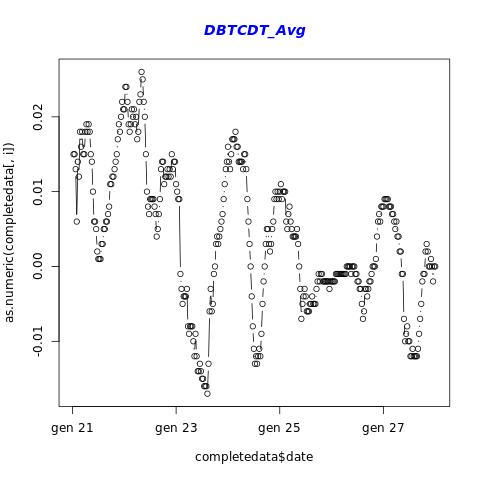 DBTCDT_Avg
as.numeric(completedata[, i])
0.02
0.01
0.00
-0.01
gen 21 gen 23 gen 25 gen 27
completedata$date